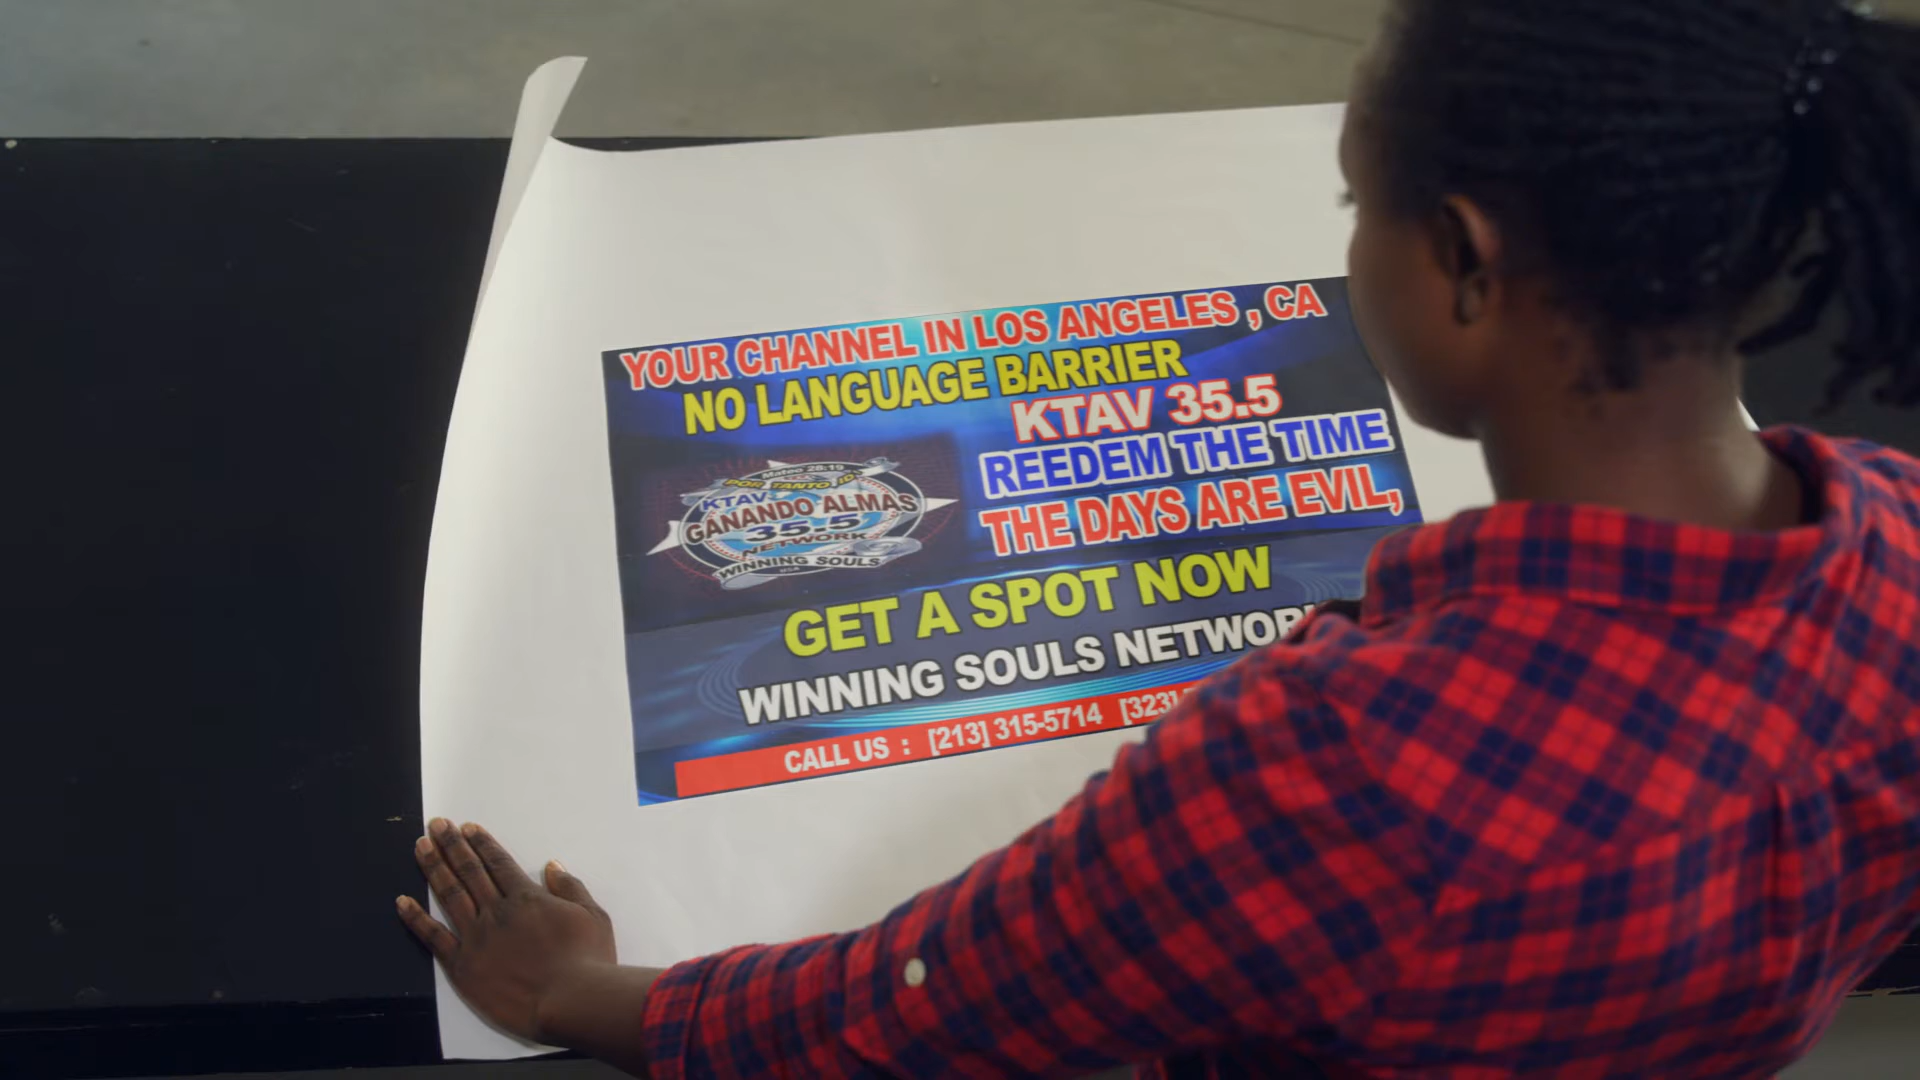 YOUR CHANNEL IN LOS ANGELES , CA
NO LANGUAGE BARRIER
KTAV 35.5
REEDEM THE TIME
THE DAYS ARE EVIL,
Mateo 28:19
POR TANTO ID
KTAV
GANANDO ALMAS
35.5
NETWORK
WINNING SOULS
USA
GET A SPOT NOW
WINNING SOULS
CALL US : [213] 315-5714 [323]